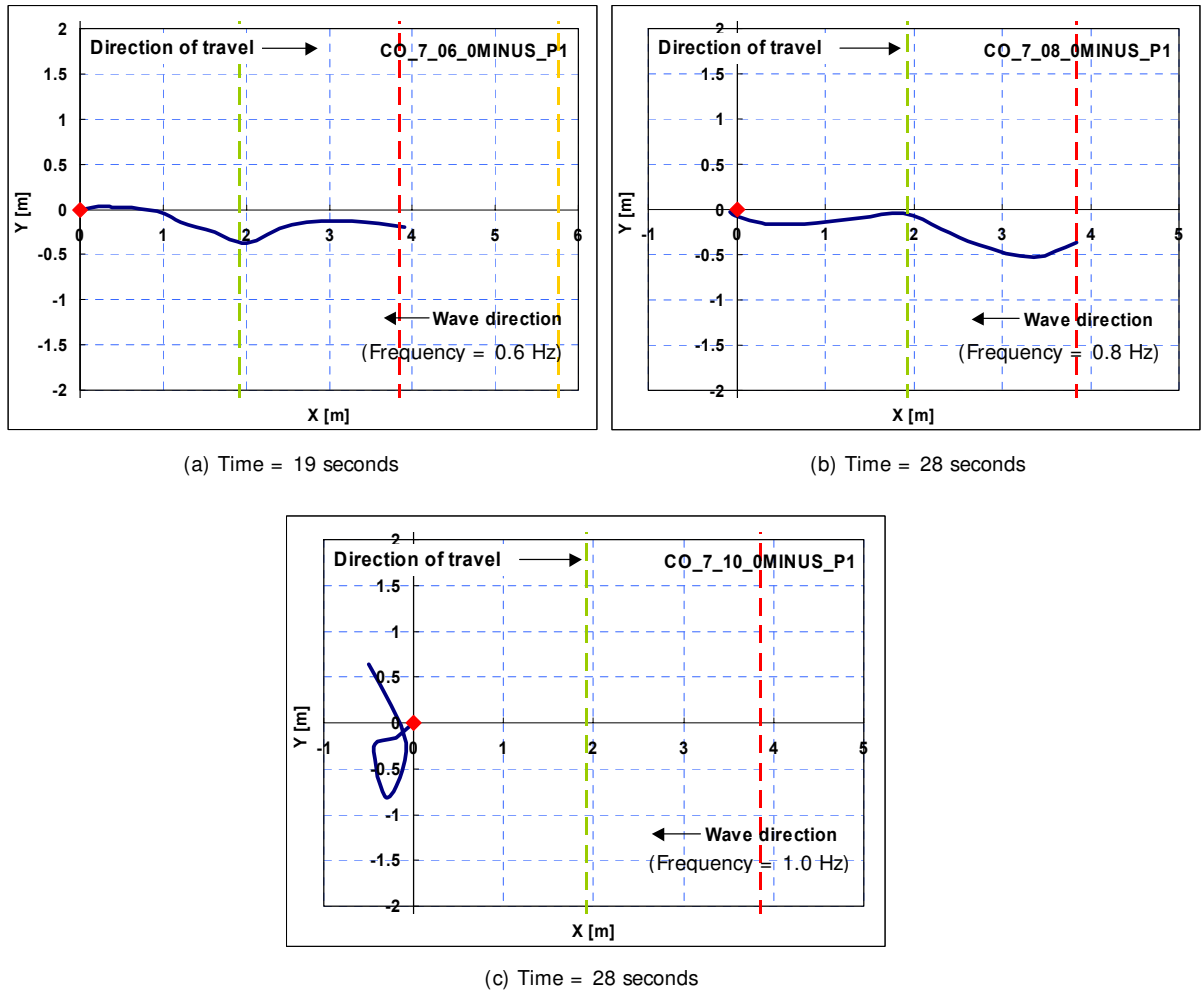 2
Direction of travel
CO_7_06_0MINUS_P1
1.5
1
0.5
0
-0.5
-1
-1.5
-2
Y [m]
0 1 2 3 4 5 6
Wave direction
(Frequency = 0.6 Hz)
X [m]
(a) Time = 19 seconds
2
Direction of travel
CO_7_08_0MINUS_P1
1.5
1
0.5
0
-0.5
-1
-1.5
-2
Y [m]
-1 0 1 2 3 4 5
Wave direction
(Frequency = 0.8 Hz)
X [m]
(b) Time = 28 seconds
2
Direction of travel
CO_7_10_0MINUS_P1
1.5
1
0.5
0
-0.5
-1
-1.5
-2
Y [m]
-1 0 1 2 3 4 5
Wave direction
(Frequency = 1.0 Hz)
X [m]
(c) Time = 28 seconds